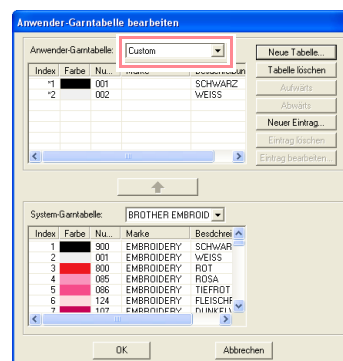 Anwender-Garntabelle bearbeiten
Anwender-Garntabelle: Custom
Neue Tabelle...
Tabelle löschen
Aufwärts
Abwärts
Neuer Eintrag...
Eintrag löschen
Eintrag bearbeiten...
Index Farbe Nu... Marke
*1 001 SCHWARZ
*2 002 WEISS
System-Garntabelle: BROTHER EMBROID
Index Farbe Nu... Marke Besdchrei
1 900 EMBROIDERY SCHWAR
2 001 EMBROIDERY WEISS
3 800 EMBROIDERY ROT
4 085 EMBROIDERY ROSA
5 086 EMBROIDERY TIEFROT
6 124 EMBROIDERY FLEISCHF
7 107 EMBROIDERY DUNKEL
OK Abbrechen